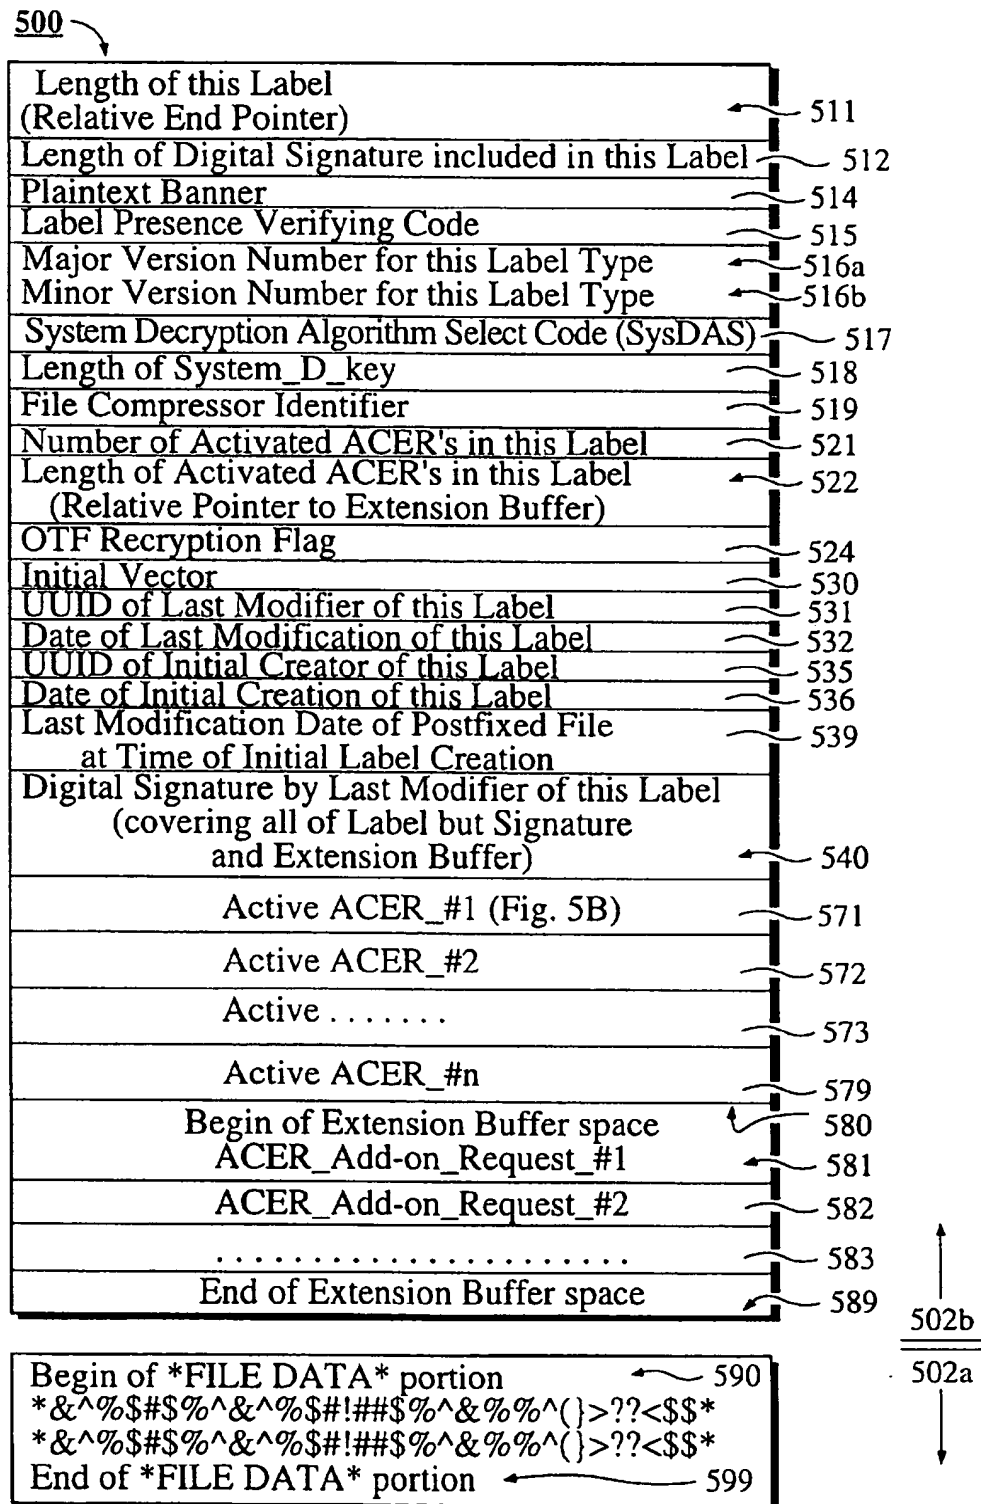 500
Length of this Label
(Relative End Pointer) 511
Length of Digital Signature included in this Label 512
Plaintext Banner 514
Label Presence Verifying Code 515
Major Version Number for this Label Type 516a
Minor Version Number for this Label Type 516b
System Decryption Algorithm Select Code (SysDAS) 517
Length of System_D_key 518
File Compressor Identifier 519
Number of Activated ACER's in this Label 521
Length of Activated ACER's in this Label 522
(Relative Pointer to Extension Buffer)
OTF Recryption Flag 524
Initial Vector 530
UUID of Last Modifier of this Label 531
Date of Last Modification of this Label 532
UUID of Initial Creator of this Label 535
Date of Initial Creation of this Label 536
Last Modification Date of Postfixed File 539
at Time of Initial Label Creation
Digital Signature by Last Modifier of this Label
(covering all of Label but Signature
and Extension Buffer) 540
Active ACER_#1 (Fig. 5B) 571
Active ACER_#2 572
Active ....... 573
Active ACER_#n 579
Begin of Extension Buffer space 580
ACER_Add-on_Request_#1 581
ACER_Add-on_Request_#2 582
....................... 583
End of Extension Buffer space 589
502b
502a
Begin of *FILE DATA* portion 590
*&^%$#$%^&^%$#!##$%^&%%^(}>??<$$*
*&^%$#$%^&^%$#!##$%^&%%^(}>??<$$*
End of *FILE DATA* portion 599